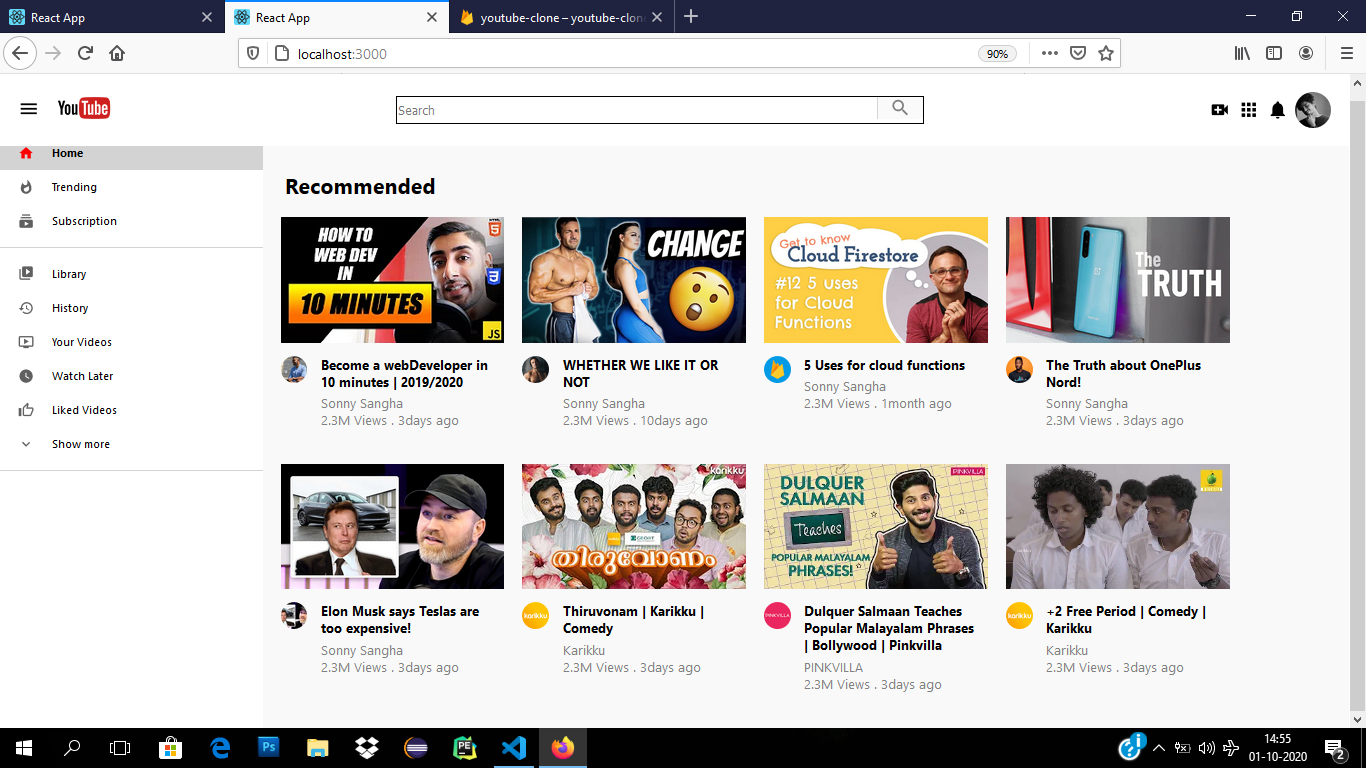 React App
React App
youtube-clone – youtube-clon
localhost:3000
90%
YouTube
Search
Home
Trending
Subscription
Library
History
Your Videos
Watch Later
Liked Videos
Show more
Recommended
HOW TO
WEB DEV
IN
10 MINUTES
HTML
5
3
JS
CHANGE
Get to know
Cloud Firestore
#12 5 uses
for Cloud
Functions
The
TRUTH
Become a webDeveloper in
10 minutes | 2019/2020
Sonny Sangha
2.3M Views . 3days ago
WHETHER WE LIKE IT OR
NOT
Sonny Sangha
2.3M Views . 10days ago
5 Uses for cloud functions
Sonny Sangha
2.3M Views . 1month ago
The Truth about OnePlus
Nord!
Sonny Sangha
2.3M Views . 3days ago
karikku
തിരുവോണം
PINKVILLA
DULQUER
SALMAAN
Teaches
POPULAR MALAYALAM
PHRASES!
Elon Musk says Teslas are
too expensive!
Sonny Sangha
2.3M Views . 3days ago
karikku
Thiruvonam | Karikku |
Comedy
Karikku
2.3M Views . 3days ago
PINKVILLA
Dulquer Salmaan Teaches
Popular Malayalam Phrases
| Bollywood | Pinkvilla
PINKVILLA
2.3M Views . 3days ago
karikku
+2 Free Period | Comedy |
Karikku
Karikku
2.3M Views . 3days ago
Ps
PE
14:55
01-10-2020
2